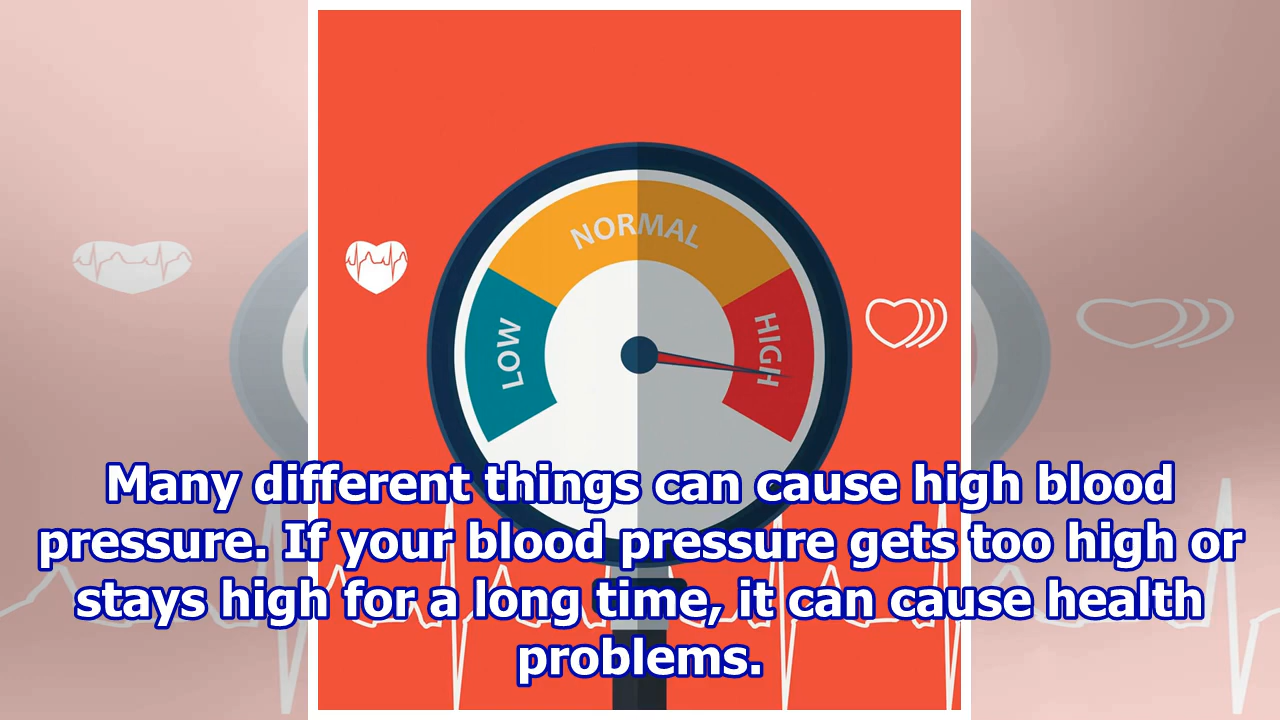 NORMAL
LOW
HIGH
Many different things can cause high blood
pressure. If your blood pressure gets too high or
stays high for a long time, it can cause health
problems.